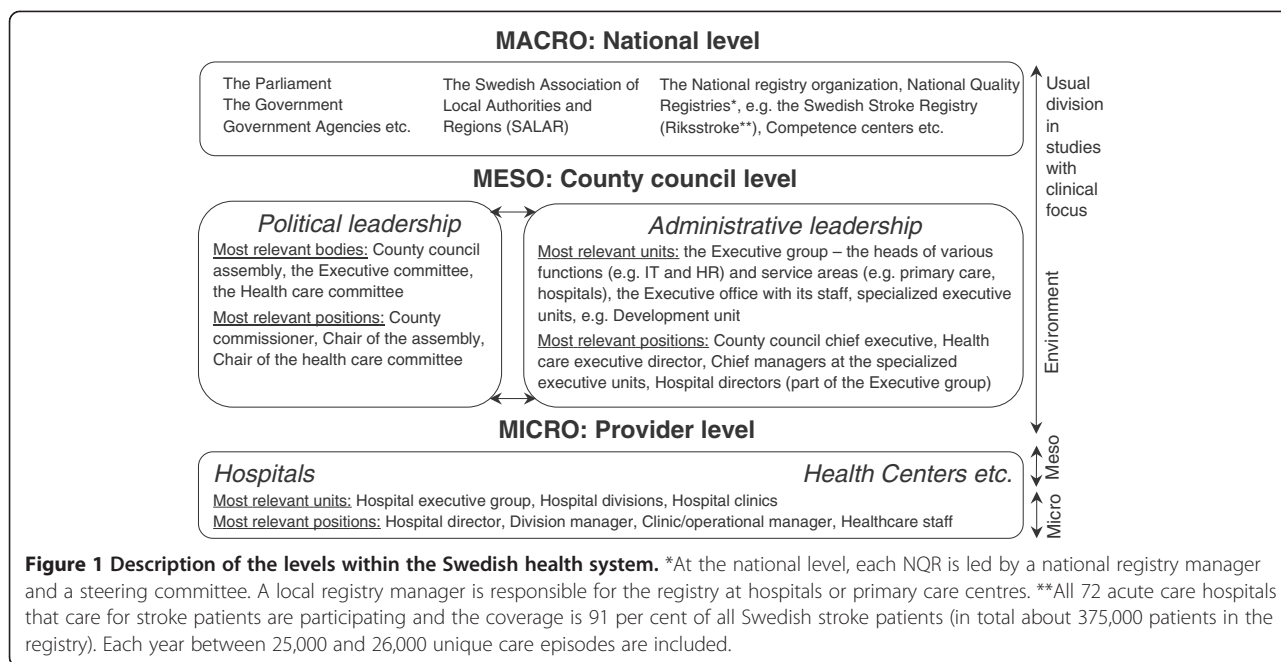 MACRO: National level
The Parliament
The Government
Government Agencies etc.
The Swedish Association of
Local Authorities and
Regions (SALAR)
The National registry organization, National Quality
Registries*, e.g. the Swedish Stroke Registry
(Riksstroke**), Competence centers etc.
Usual
division
in
studies
with
clinical
focus
MESO: County council level
Political leadership
Most relevant bodies: County council
assembly, the Executive committee,
the Health care committee
Most relevant positions: County
commissioner, Chair of the assembly,
Chair of the health care committee
Administrative leadership
Most relevant units: the Executive group – the heads of various
functions (e.g. IT and HR) and service areas (e.g. primary care,
hospitals), the Executive office with its staff, specialized executive
units, e.g. Development unit
Most relevant positions: County council chief executive, Health
care executive director, Chief managers at the specialized
executive units, Hospital directors (part of the Executive group)
Environment
MICRO: Provider level
Hospitals
Health Centers etc.
Most relevant units: Hospital executive group, Hospital divisions, Hospital clinics
Most relevant positions: Hospital director, Division manager, Clinic/operational manager, Healthcare staff
Meso
Micro
Figure 1 Description of the levels within the Swedish health system. *At the national level, each NQR is led by a national registry manager
and a steering committee. A local registry manager is responsible for the registry at hospitals or primary care centres. **All 72 acute care hospitals
that care for stroke patients are participating and the coverage is 91 per cent of all Swedish stroke patients (in total about 375,000 patients in the
registry). Each year between 25,000 and 26,000 unique care episodes are included.